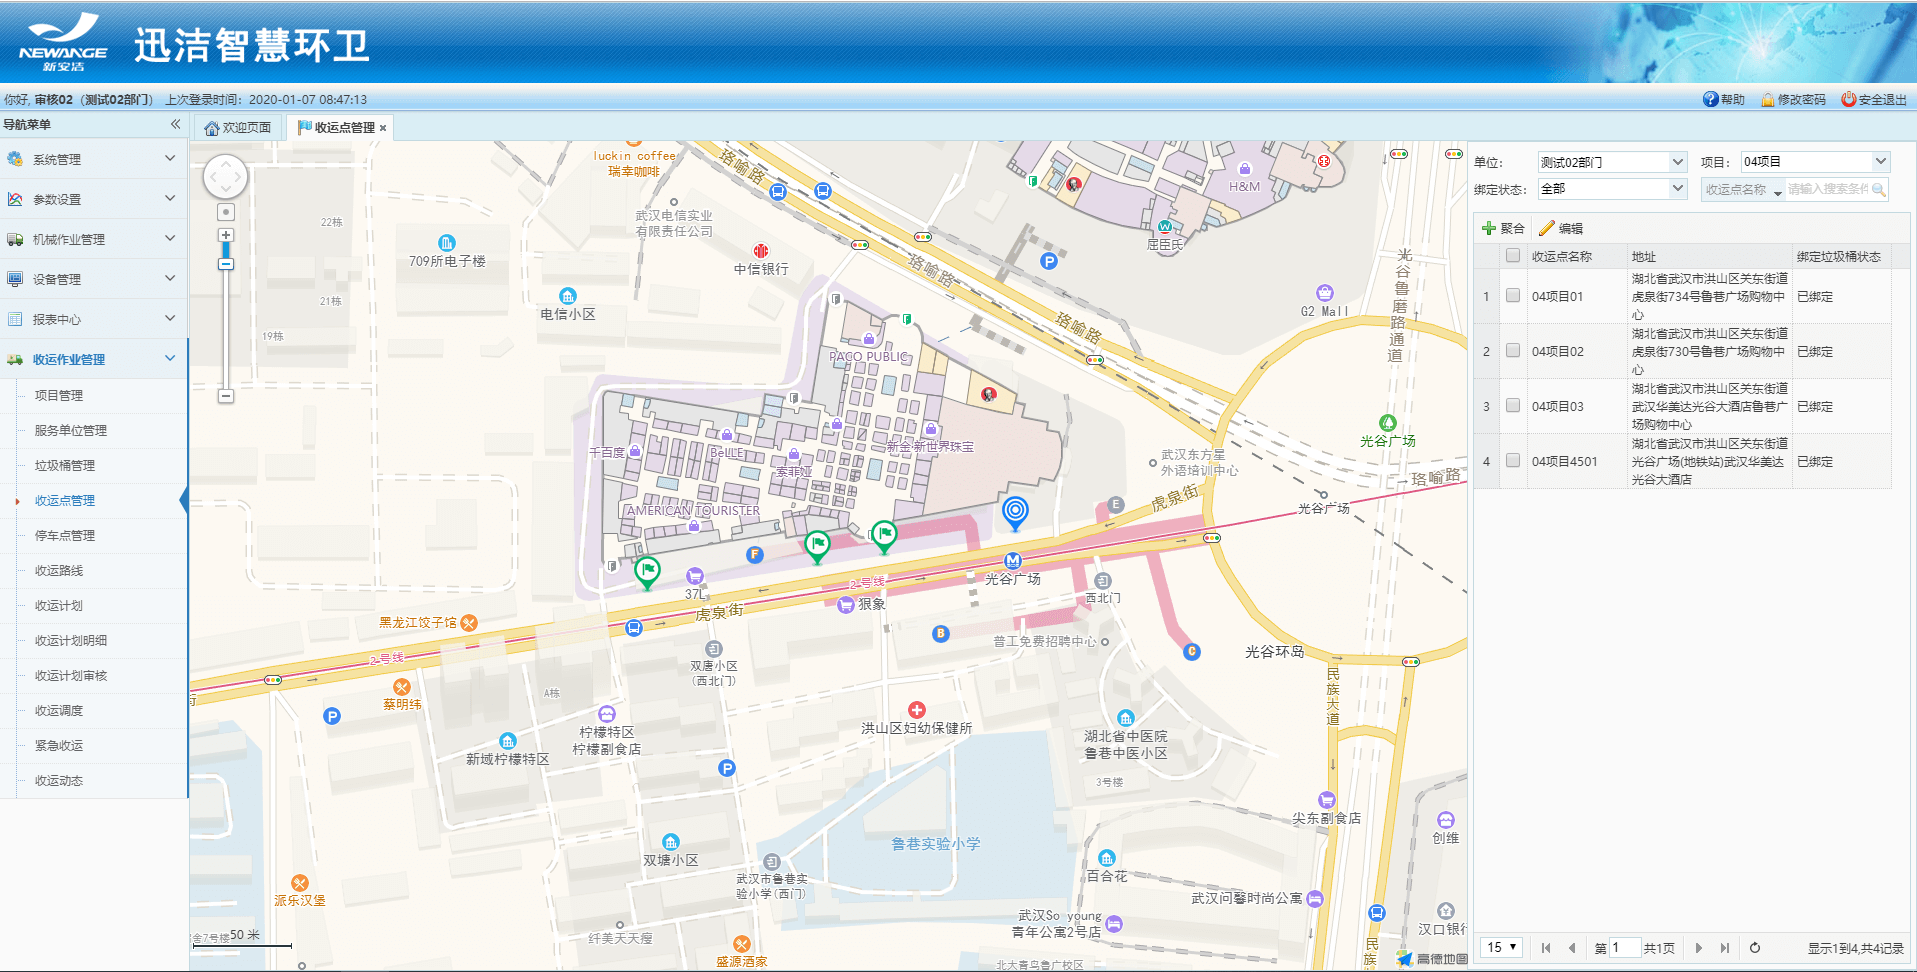 NEWANGE
新安洁
迅洁智慧环卫
你好, 审核02（测试02部门） 上次登录时间：2020-01-07 08:47:13
帮助 修改密码 安全退出
导航菜单
欢迎页面 收运点管理
系统管理
参数设置
机械作业管理
设备管理
报表中心
收运作业管理
项目管理
服务单位管理
垃圾桶管理
收运点管理
停车点管理
收运路线
收运计划
收运计划明细
收运计划审核
收运调度
紧急收运
收运动态
luckin coffee
瑞幸咖啡
珞喻路
H&M
屈臣氏
22栋
武汉电信实业
有限责任公司
709所电子楼
中信银行
珞喻路
P
21栋
电信小区
G2 Mall
光谷鲁磨路通道
19栋
珞喻路
PACO PUBLIC
千百度
BeLLE
新金·新世界珠宝
索菲亚
光谷广场
武汉东方星
外语培训中心
珞喻路
AMERICAN TOURISTER
虎泉街
E
光谷广场
F
37L
2号线
光谷广场
西北门
狠象
虎泉街
黑龙江饺子馆
B
普工免费招聘中心
C
光谷环岛
2号线
双唐小区
(西北门)
民族大道
蔡明纬
A栋
P
柠檬特区
柠檬副食店
洪山区妇幼保健所
湖北省中医院
鲁巷中医小区
新域柠檬特区
P
3号楼
尖东副食店
创维
鲁巷实验小学
双塘小区
武汉市鲁巷实
验小学(西门)
百合花
派乐汉堡
武汉问馨时尚公寓
武汉So young
青年公寓2号店
汉口银行
舍7号楼
50 米
纤美天天瘦
盛源酒家
北大青鸟鲁广校区
民族
高德地图
单位： 测试02部门 项目： 04项目
绑定状态： 全部 收运点名称 请输入搜索条件
聚合 编辑
收运点名称 地址 绑定垃圾桶状态
1 04项目01 湖北省武汉市洪山区关东街道
虎泉街734号鲁巷广场购物中
心 已绑定
2 04项目02 湖北省武汉市洪山区关东街道
虎泉街730号鲁巷广场购物中
心 已绑定
3 04项目03 湖北省武汉市洪山区关东街道
武汉华美达光谷大酒店鲁巷广
场购物中心 已绑定
4 04项目4501 湖北省武汉市洪山区关东街道
光谷广场(地铁站)武汉华美达
光谷大酒店 已绑定
15 第 1 共1页 显示1到4,共4记录